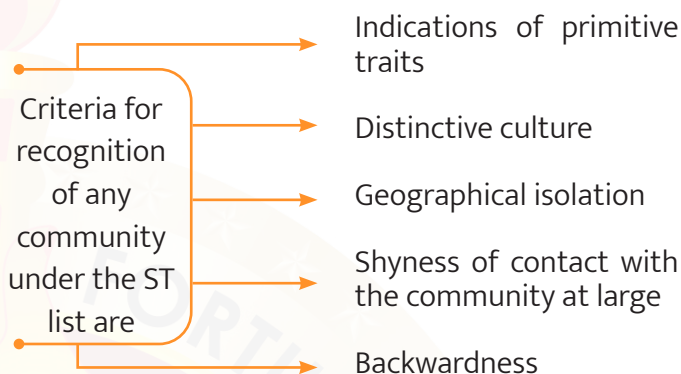 Criteria for
recognition
of any
community
under the ST
list are
Indications of primitive
traits
Distinctive culture
Geographical isolation
Shyness of contact with
the community at large
Backwardness